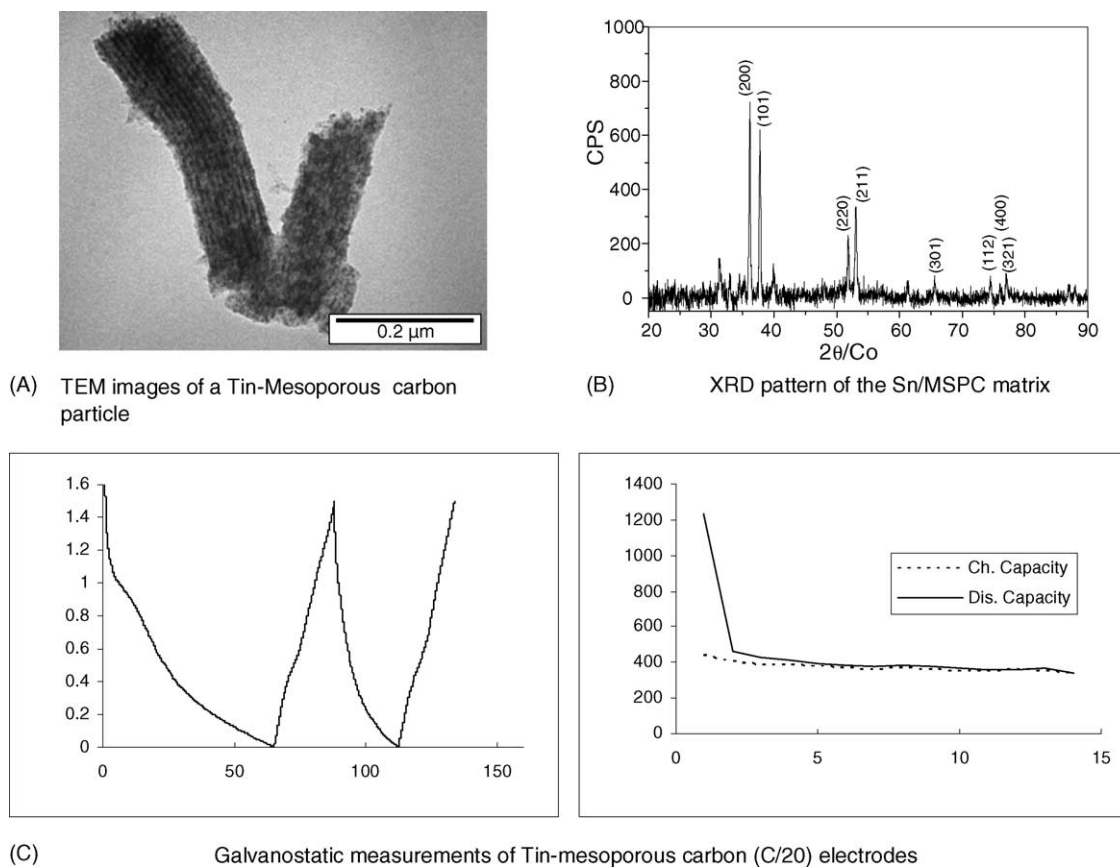 0.2 µm
(A) TEM images of a Tin-Mesoporous carbon
particle
1000
800
600
400
200
0
CPS
(200)
(101)
(220)
(211)
(301)
(112)
(400)
(321)
20 30 40 50 60 70 80 90
2θ/Co
(B) XRD pattern of the Sn/MSPC matrix
1.6
1.4
1.2
1
0.8
0.6
0.4
0.2
0
0 50 100 150
1400
1200
1000
800
600
400
200
0
Ch. Capacity
Dis. Capacity
0 5 10 15
(C) Galvanostatic measurements of Tin-mesoporous carbon (C/20) electrodes